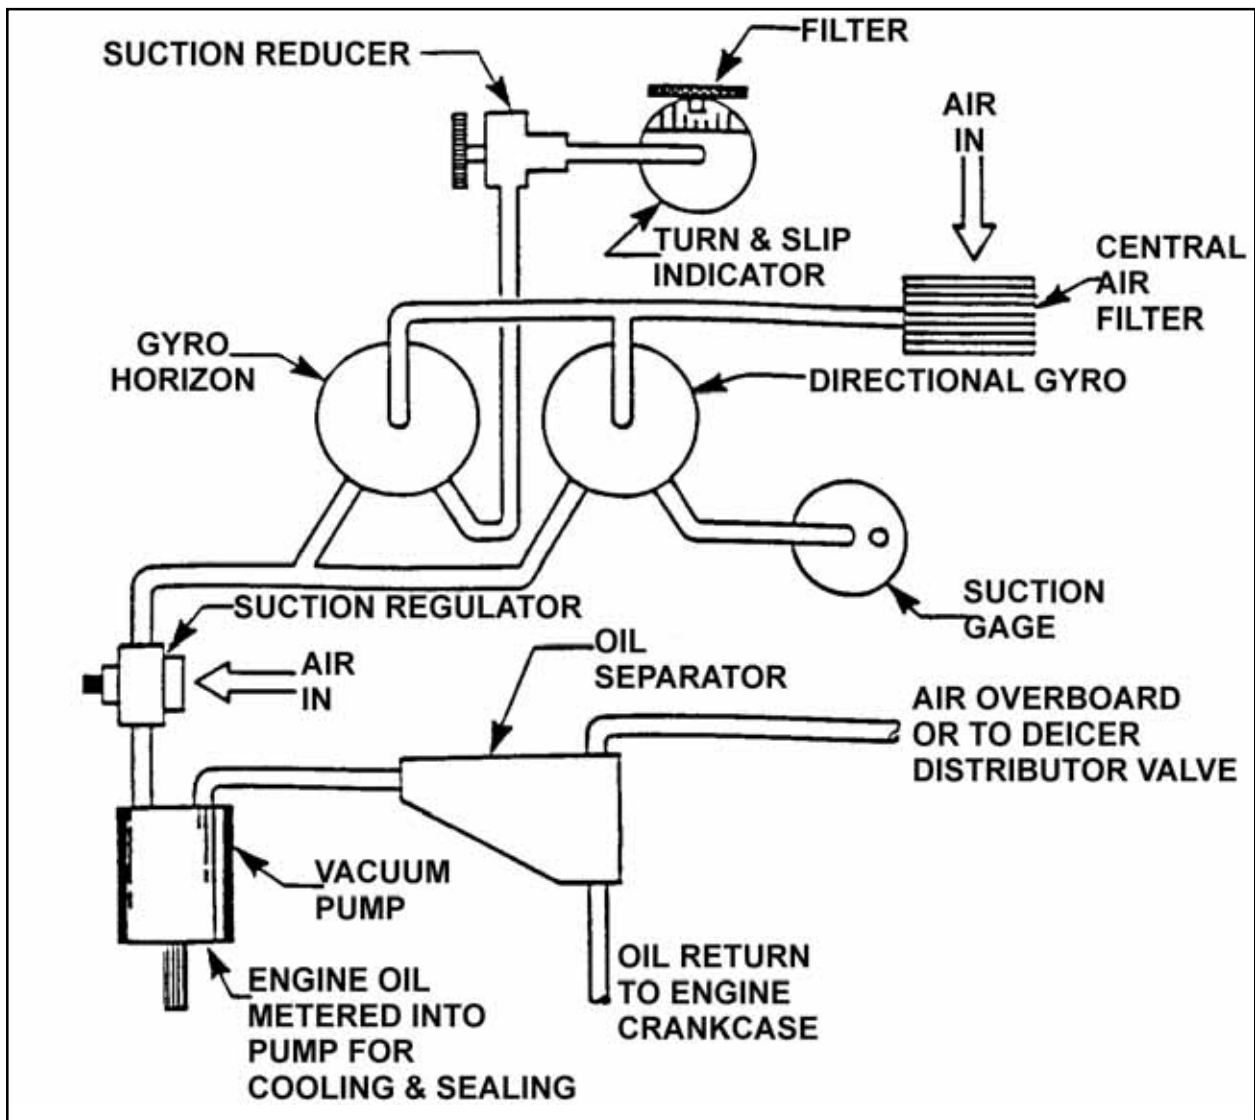 FILTER
SUCTION REDUCER
AIR
IN
TURN & SLIP
INDICATOR
CENTRAL
AIR
FILTER
GYRO
HORIZON
DIRECTIONAL GYRO
SUCTION REGULATOR
SUCTION
GAGE
AIR
IN
OIL
SEPARATOR
AIR OVERBOARD
OR TO DEICER
DISTRIBUTOR VALVE
VACUUM
PUMP
ENGINE OIL
METERED INTO
PUMP FOR
COOLING & SEALING
OIL RETURN
TO ENGINE
CRANKCASE